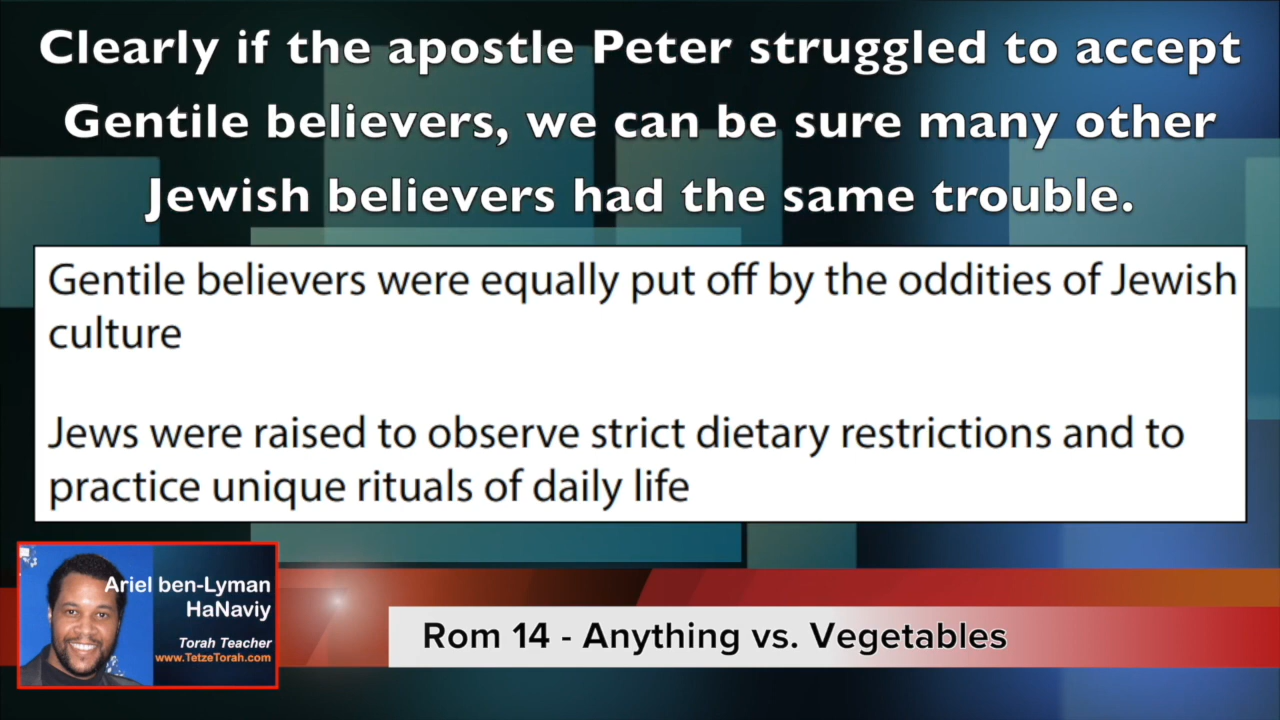 Clearly if the apostle Peter struggled to accept
Gentile believers, we can be sure many other
Jewish believers had the same trouble.
Gentile believers were equally put off by the oddities of Jewish
culture
Jews were raised to observe strict dietary restrictions and to
practice unique rituals of daily life
Ariel ben-Lyman
HaNaviy
Torah Teacher
www.TetzeTorah.com
Rom 14 - Anything vs. Vegetables